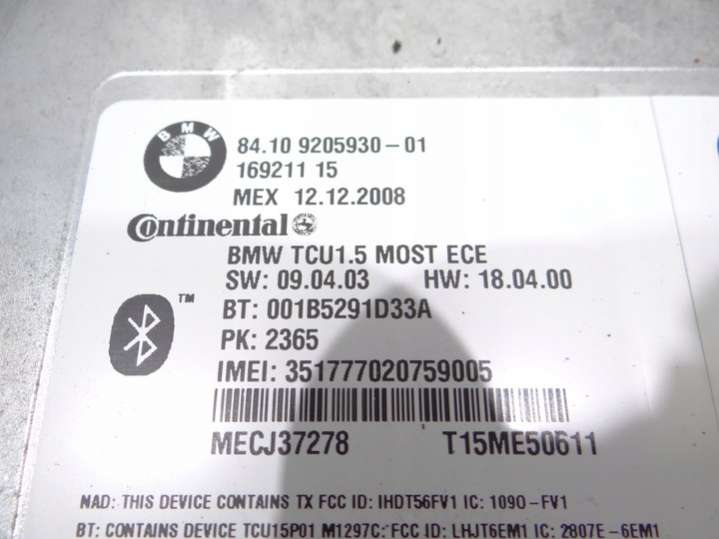 BMW
84.10 9205930-01
169211 15
MEX 12.12.2008
Continental
BMW TCU1.5 MOST ECE
SW: 09.04.03 HW: 18.04.00
TM
BT: 001B5291D33A
PK: 2365
IMEI: 351777020759005
MECJ37278 T15ME50611
NAD: THIS DEVICE CONTAINS TX FCC ID: IHDT56FV1 IC: 1090-FV1
BT: CONTAINS DEVICE TCU15P01 M1297C: FCC ID: LHJT6EM1 IC: 2807E-6EM1